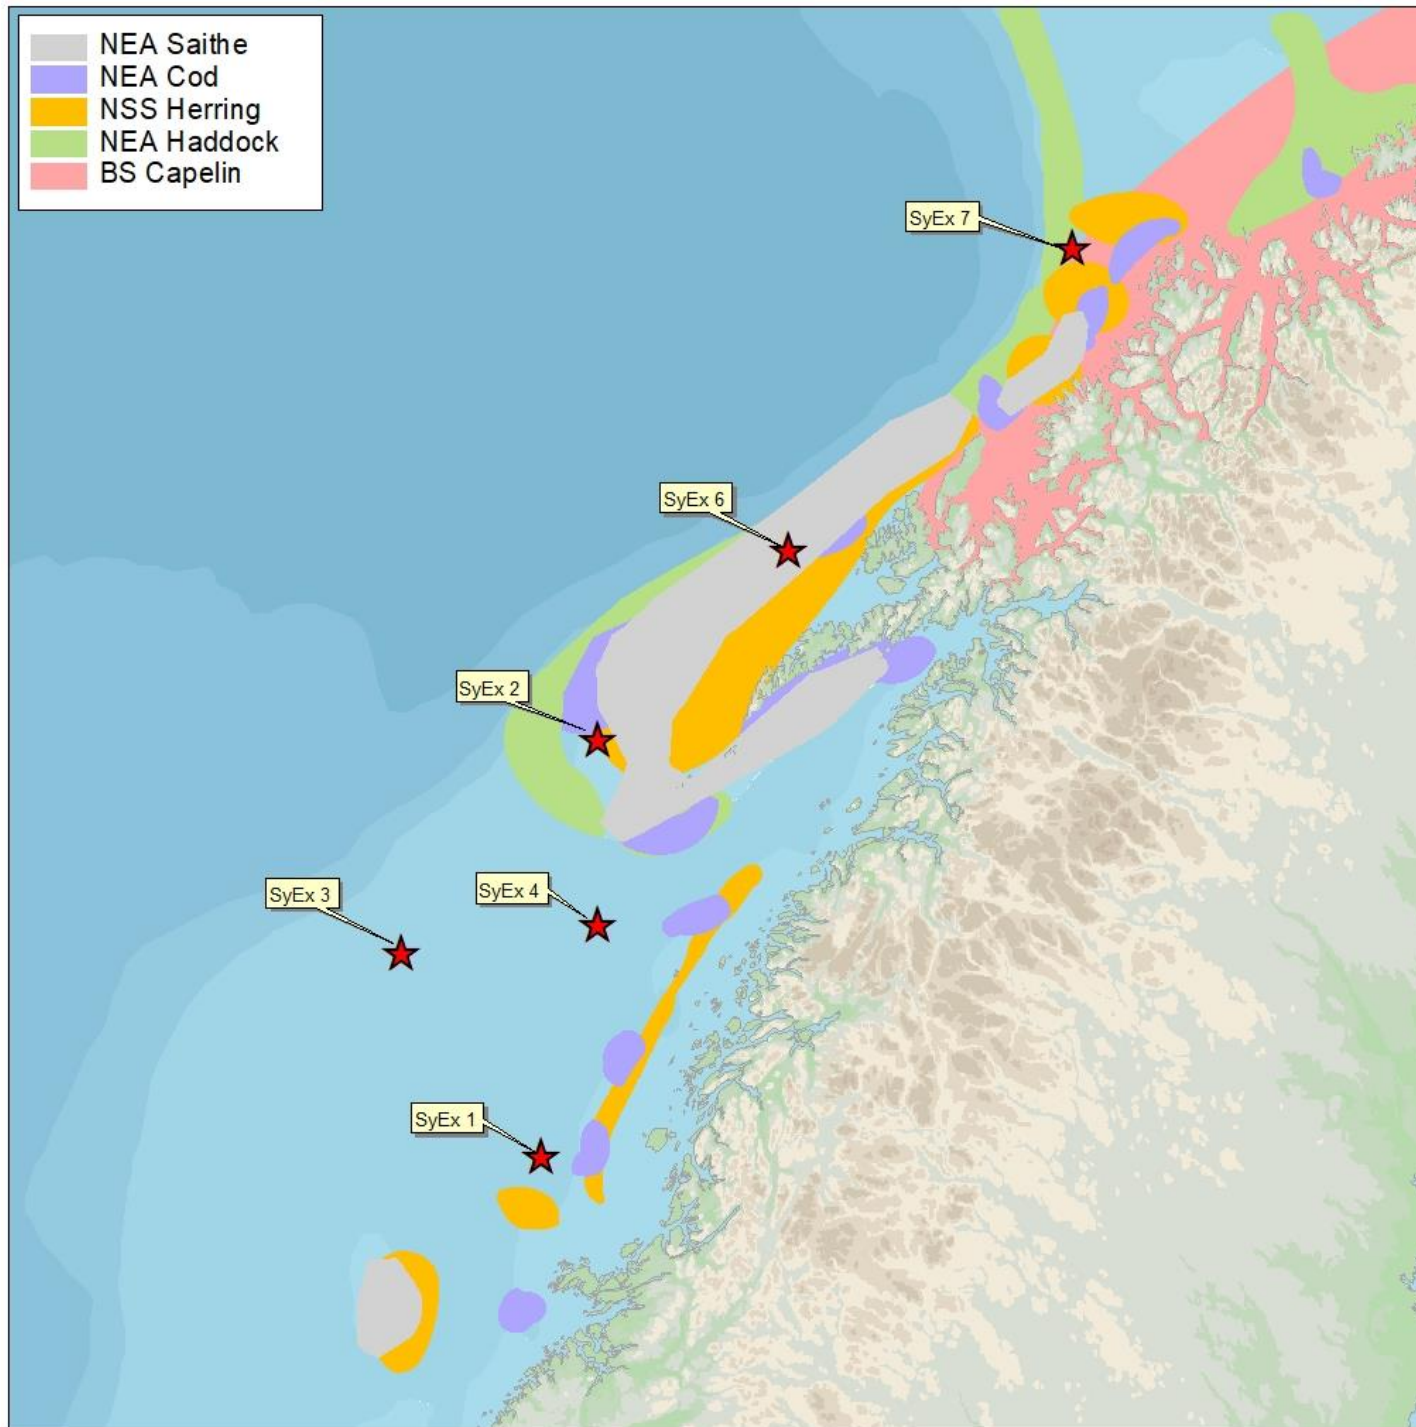 NEA Saithe
NEA Cod
NSS Herring
NEA Haddock
BS Capelin
SyEx 7
SyEx 6
SyEx 2
SyEx 3
SyEx 4
SyEx 1